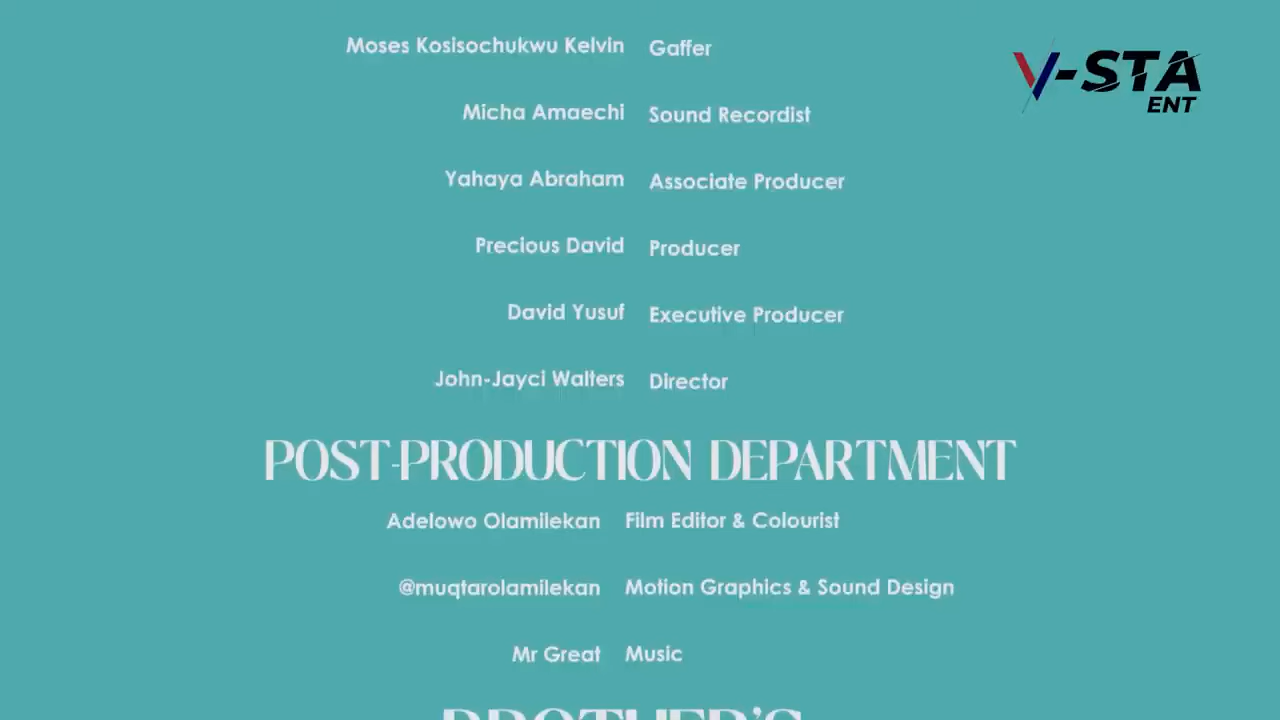 Moses Kosisochukwu Kelvin Gaffer
V-STA
ENT
Micha Amaechi Sound Recordist
Yahaya Abraham Associate Producer
Precious David Producer
David Yusuf Executive Producer
John-Jayci Walters Director
POST-PRODUCTION DEPARTMENT
Adelowo Olamilekan Film Editor & Colourist
@muqtarolamilekan Motion Graphics & Sound Design
Mr Great Music
BROTHER'S